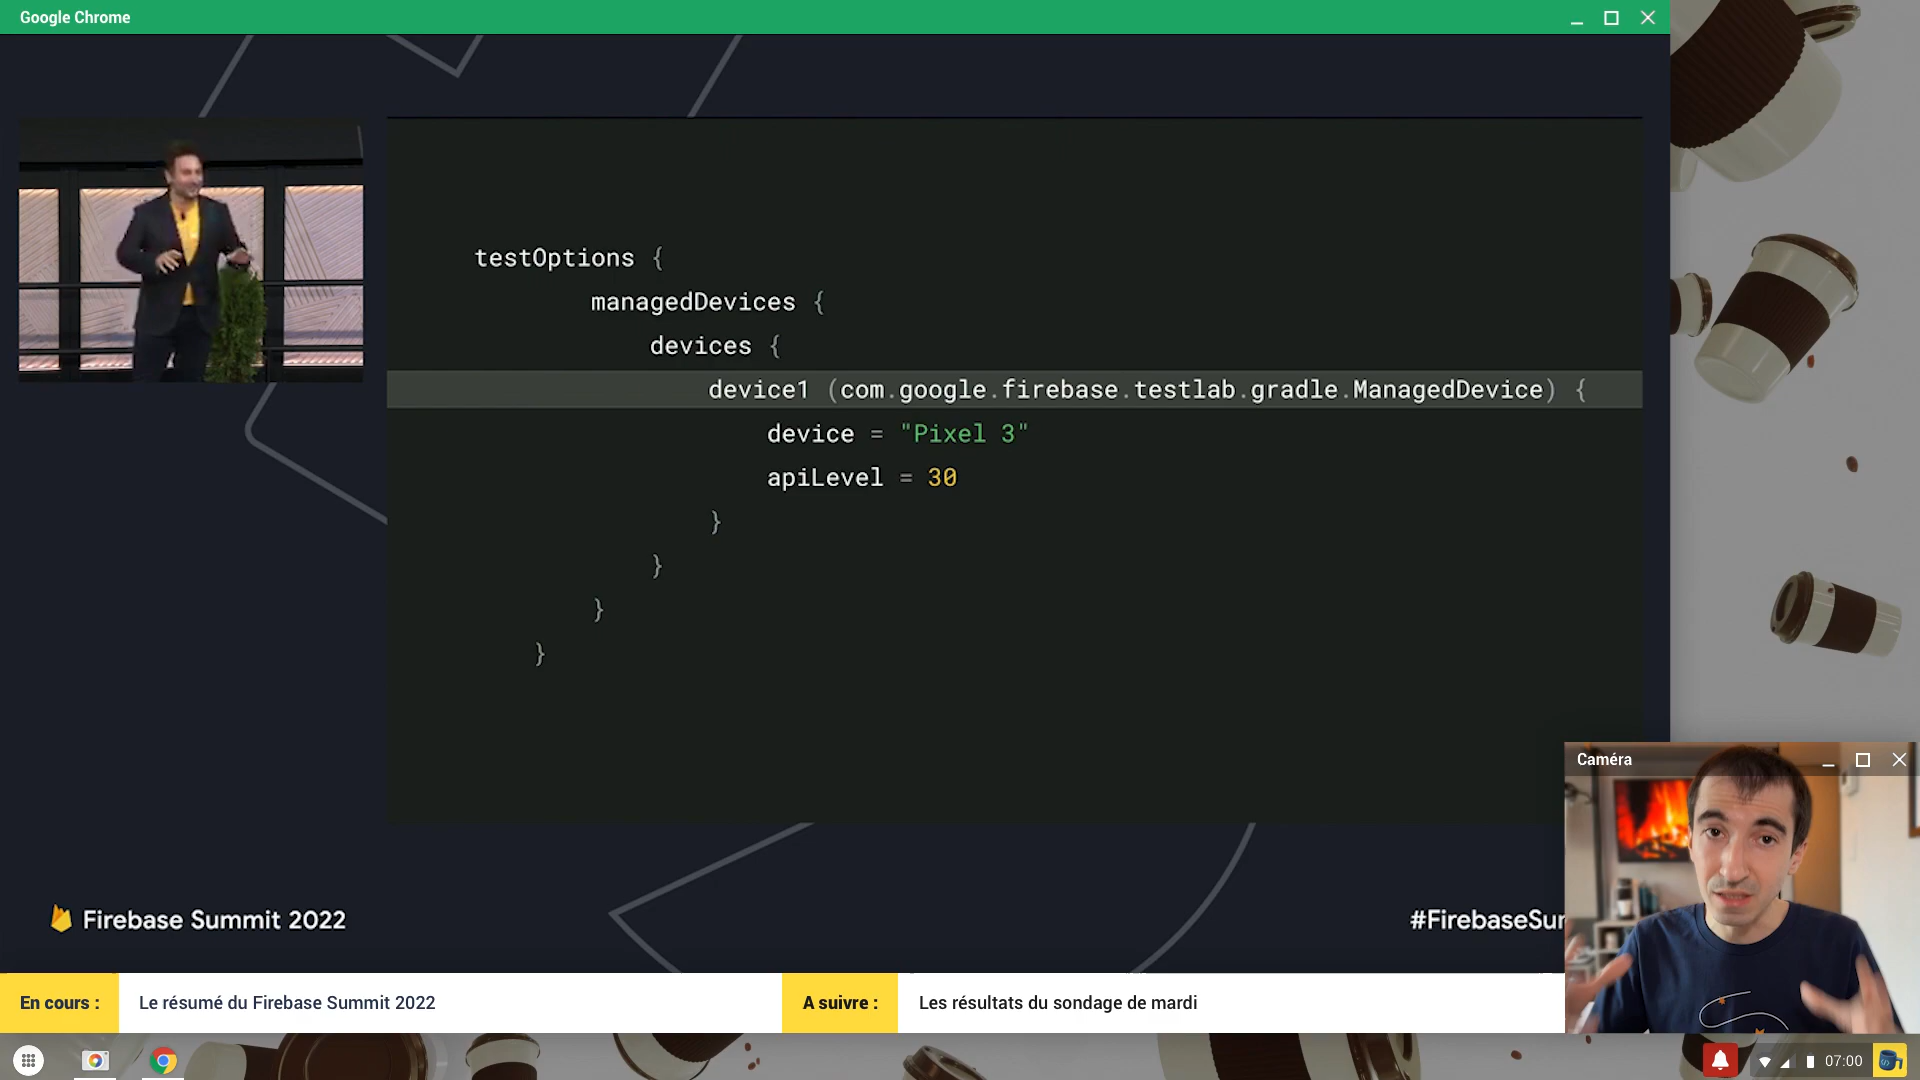 Google Chrome
testOptions {
managedDevices {
devices {
device1 (com.google.firebase.testlab.gradle.ManagedDevice) {
device = "Pixel 3"
apiLevel = 30
}
}
}
}
Caméra
Firebase Summit 2022
#FirebaseSum
En cours :
Le résumé du Firebase Summit 2022
A suivre :
Les résultats du sondage de mardi
07:00